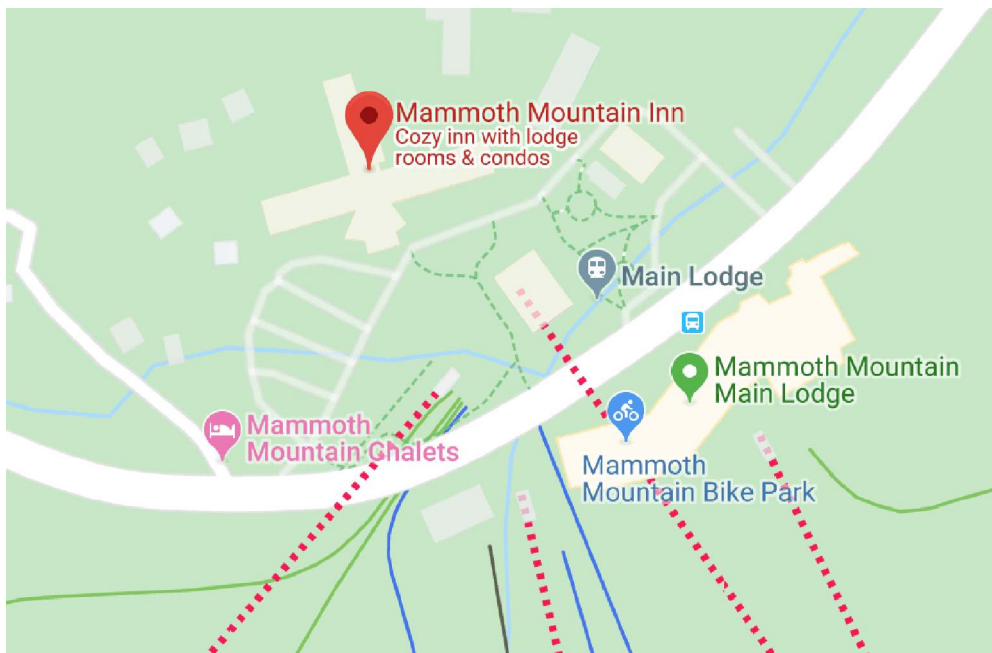 Mammoth Mountain Inn
Cozy inn with lodge
rooms & condos
Main Lodge
Mammoth Mountain
Main Lodge
Mammoth
Mountain Chalets
Mammoth
Mountain Bike Park